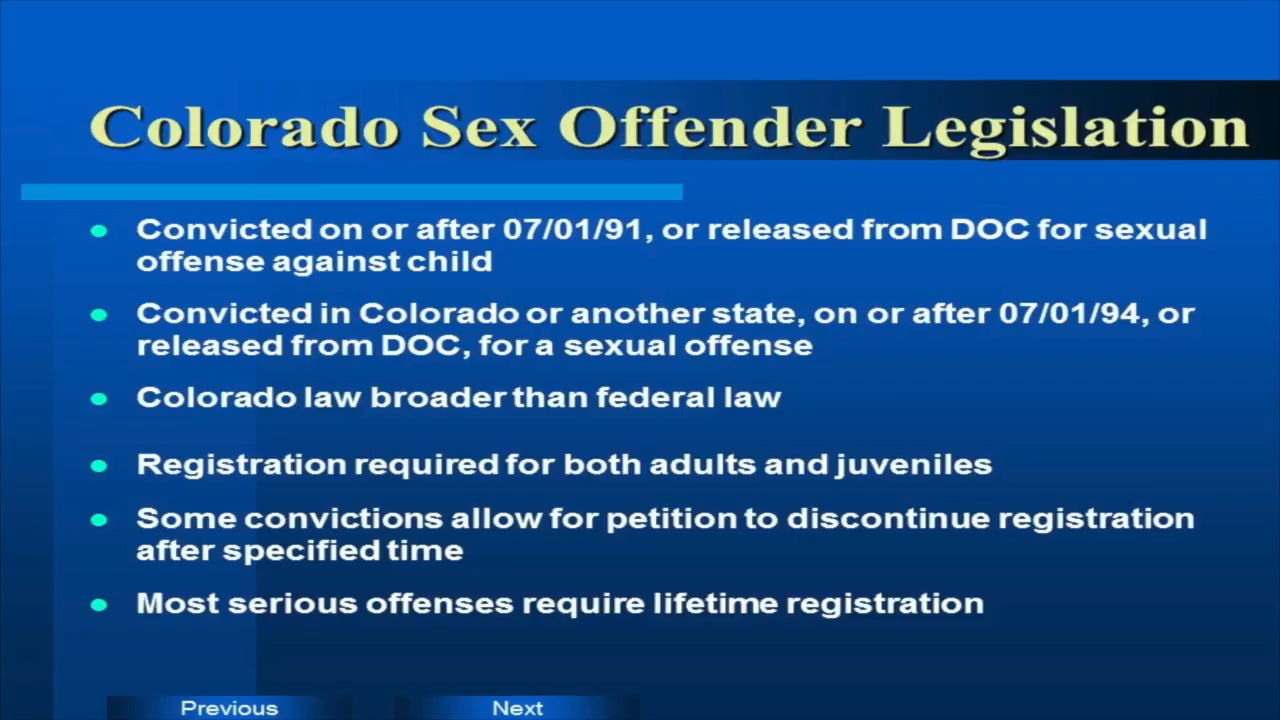 Colorado Sex Offender Legislation
Convicted on or after 07/01/91, or released from DOC for sexual
offense against child
Convicted in Colorado or another state, on or after 07/01/94, or
released from DOC, for a sexual offense
Colorado law broader than federal law
Registration required for both adults and juveniles
Some convictions allow for petition to discontinue registration
after specified time
Most serious offenses require lifetime registration
Previous
Next